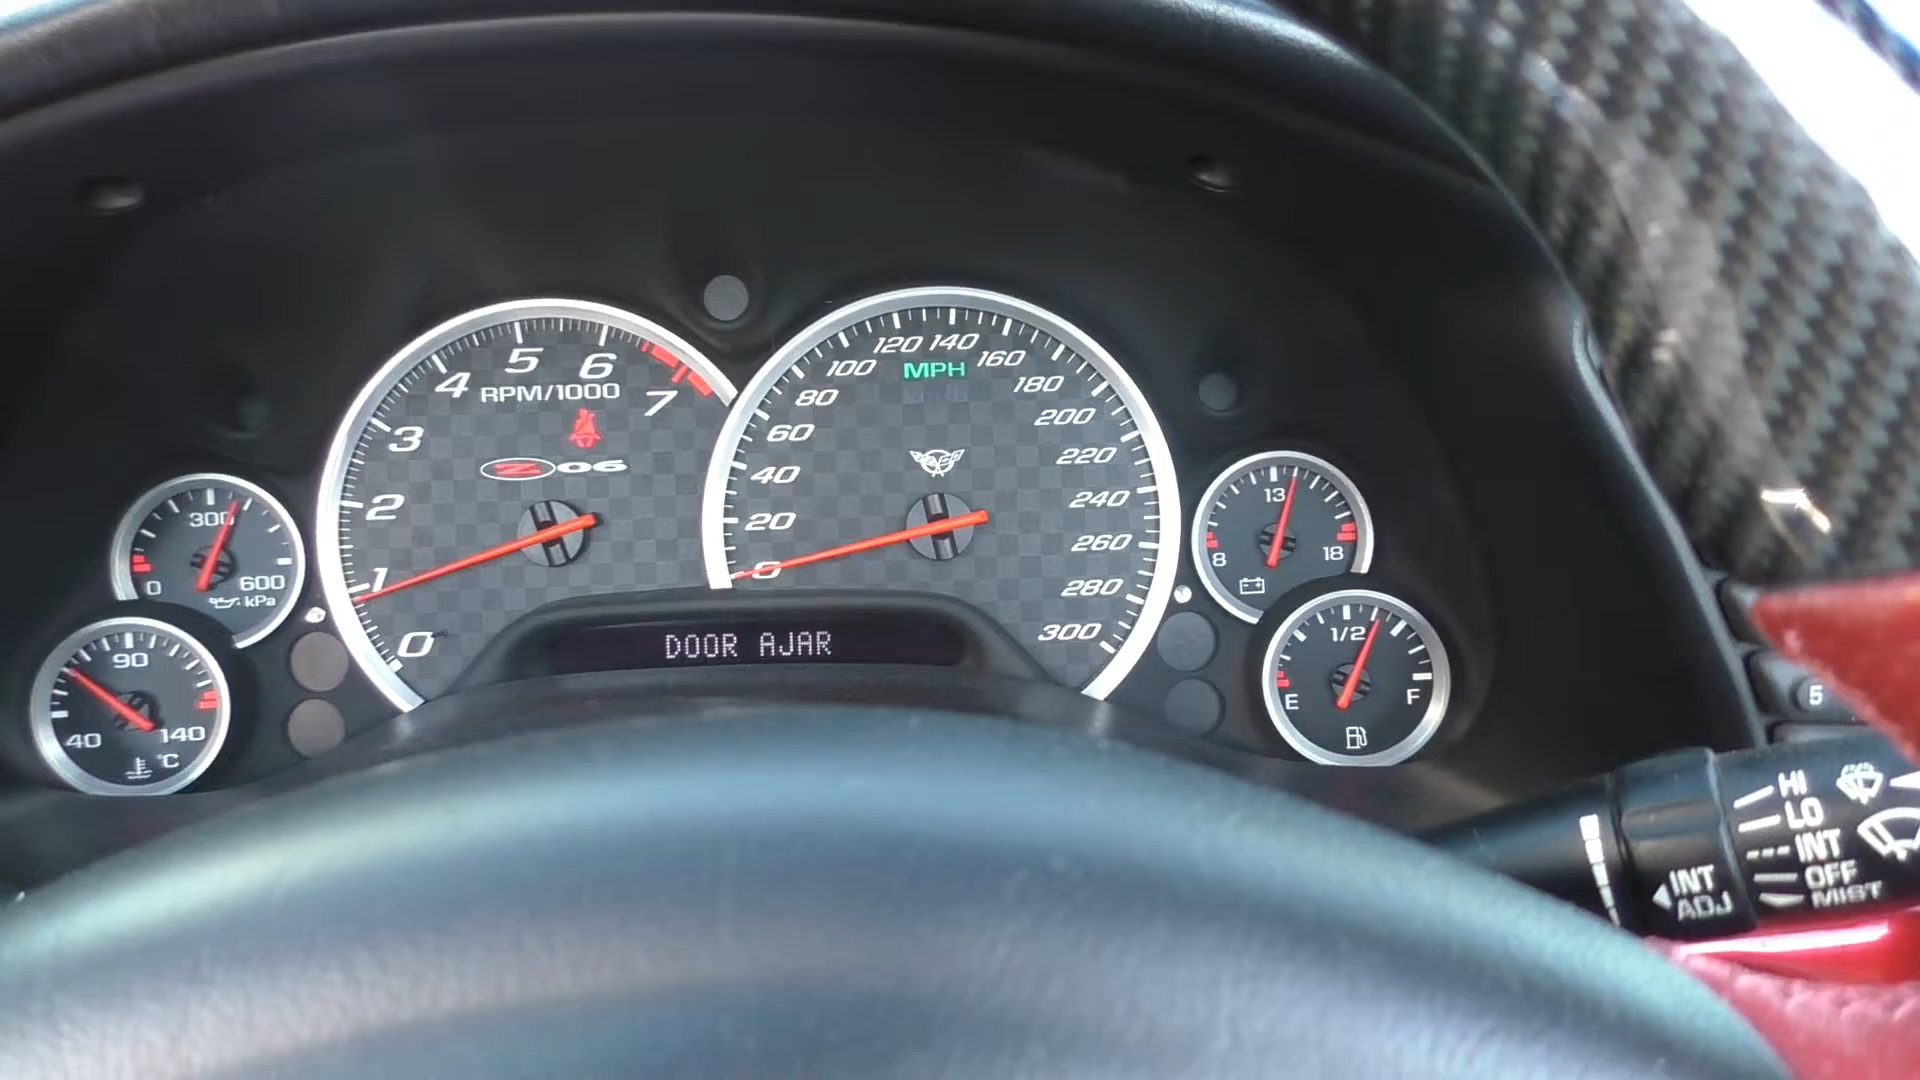 0
1
2
3
4
5
6
7
RPM/1000
Z06
0
20
40
60
80
100
120
140
160
180
200
220
240
260
280
300
MPH
DOOR AJAR
0
300
600
kPa
40
90
140
°C
8
13
18
E
1/2
F
5
HI
LO
INT
OFF
MIST
INT
ADJ